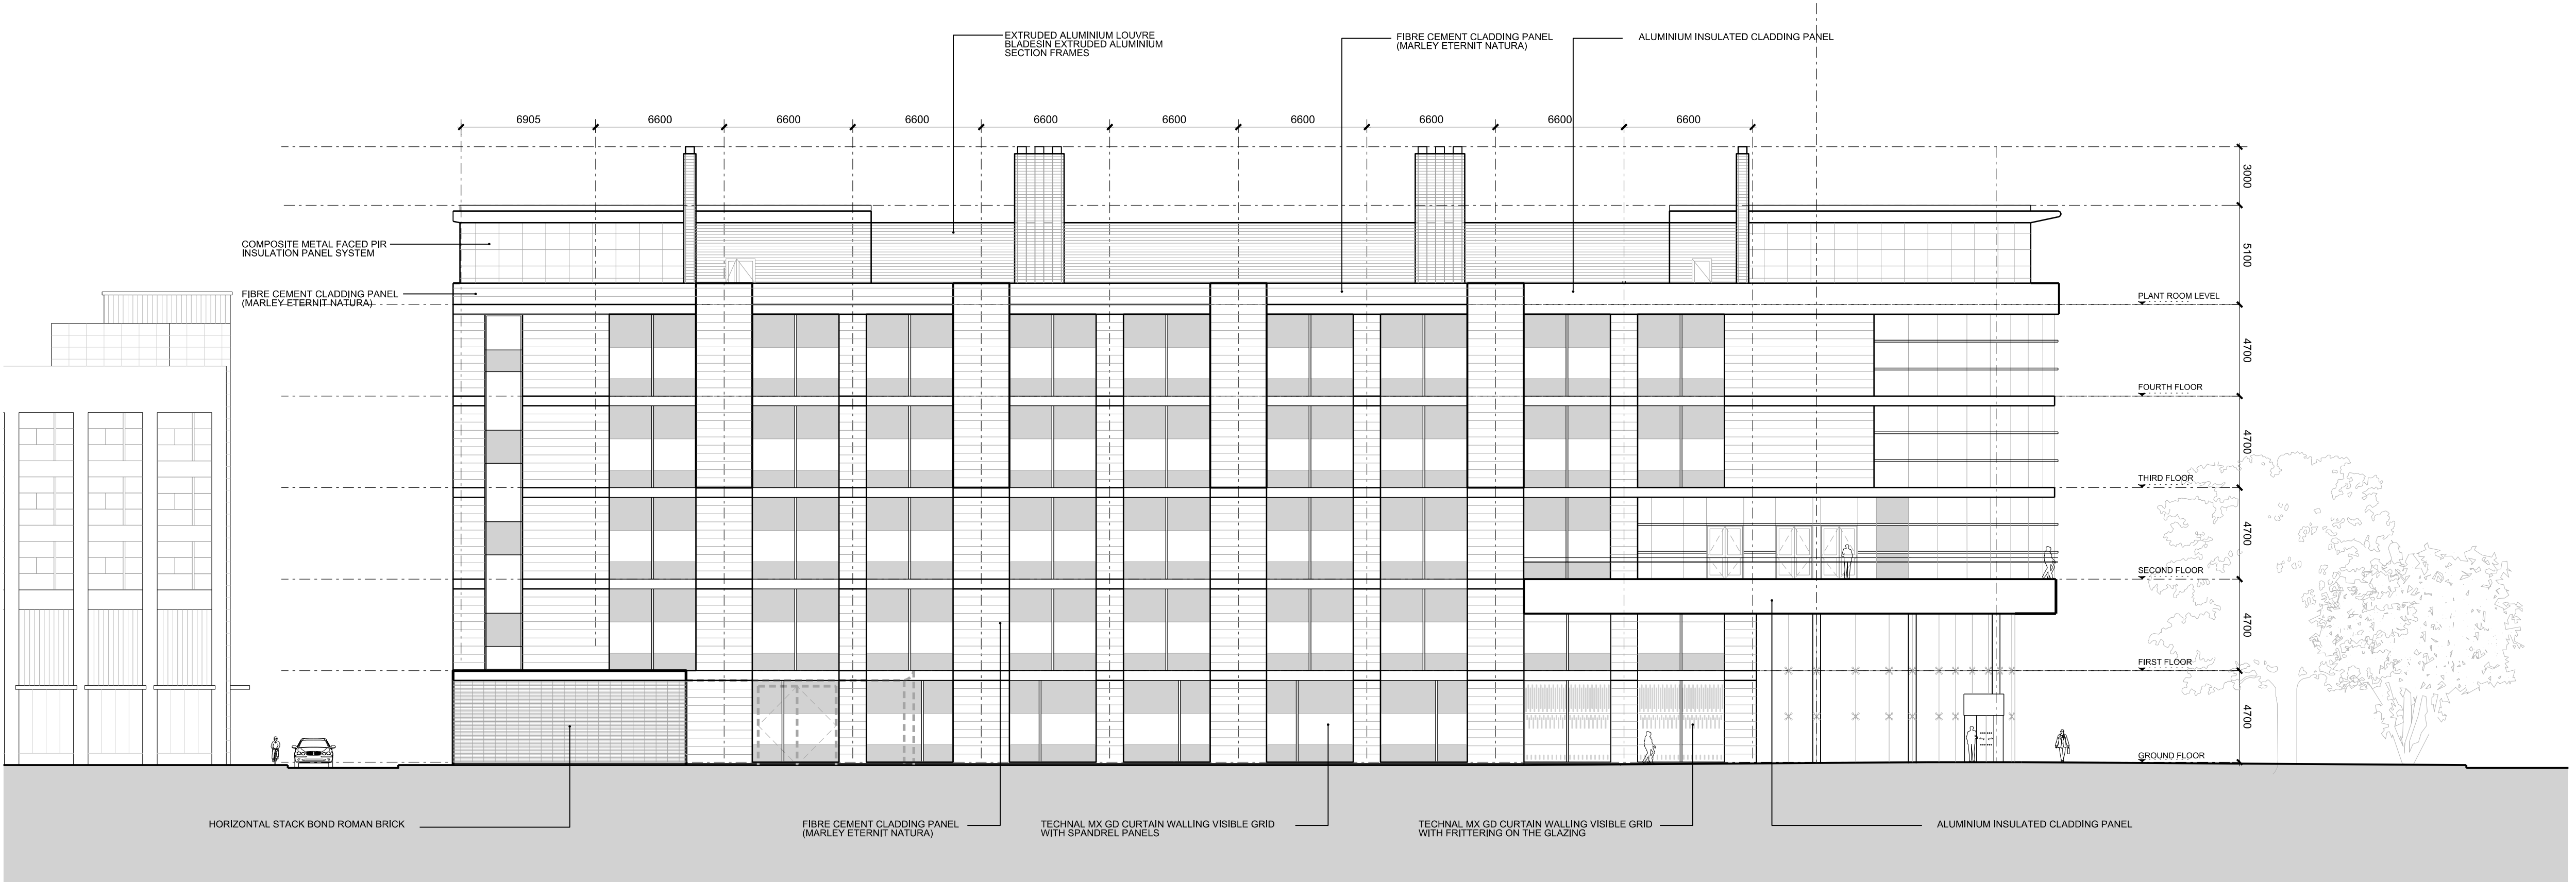 EXTRUDED ALUMINIUM LOUVRE
BLADESIN EXTRUDED ALUMINIUM
SECTION FRAMES
FIBRE CEMENT CLADDING PANEL
(MARLEY ETERNIT NATURA)
ALUMINIUM INSULATED CLADDING PANEL
6905
6600
6600
6600
6600
6600
6600
6600
6600
6600
3000
5100
4700
4700
4700
4700
4700
COMPOSITE METAL FACED PIR
INSULATION PANEL SYSTEM
FIBRE CEMENT CLADDING PANEL
(MARLEY ETERNIT NATURA)
PLANT ROOM LEVEL
FOURTH FLOOR
THIRD FLOOR
SECOND FLOOR
FIRST FLOOR
GROUND FLOOR
HORIZONTAL STACK BOND ROMAN BRICK
FIBRE CEMENT CLADDING PANEL
(MARLEY ETERNIT NATURA)
TECHNAL MX GD CURTAIN WALLING VISIBLE GRID
WITH SPANDREL PANELS
TECHNAL MX GD CURTAIN WALLING VISIBLE GRID
WITH FRITTERING ON THE GLAZING
ALUMINIUM INSULATED CLADDING PANEL